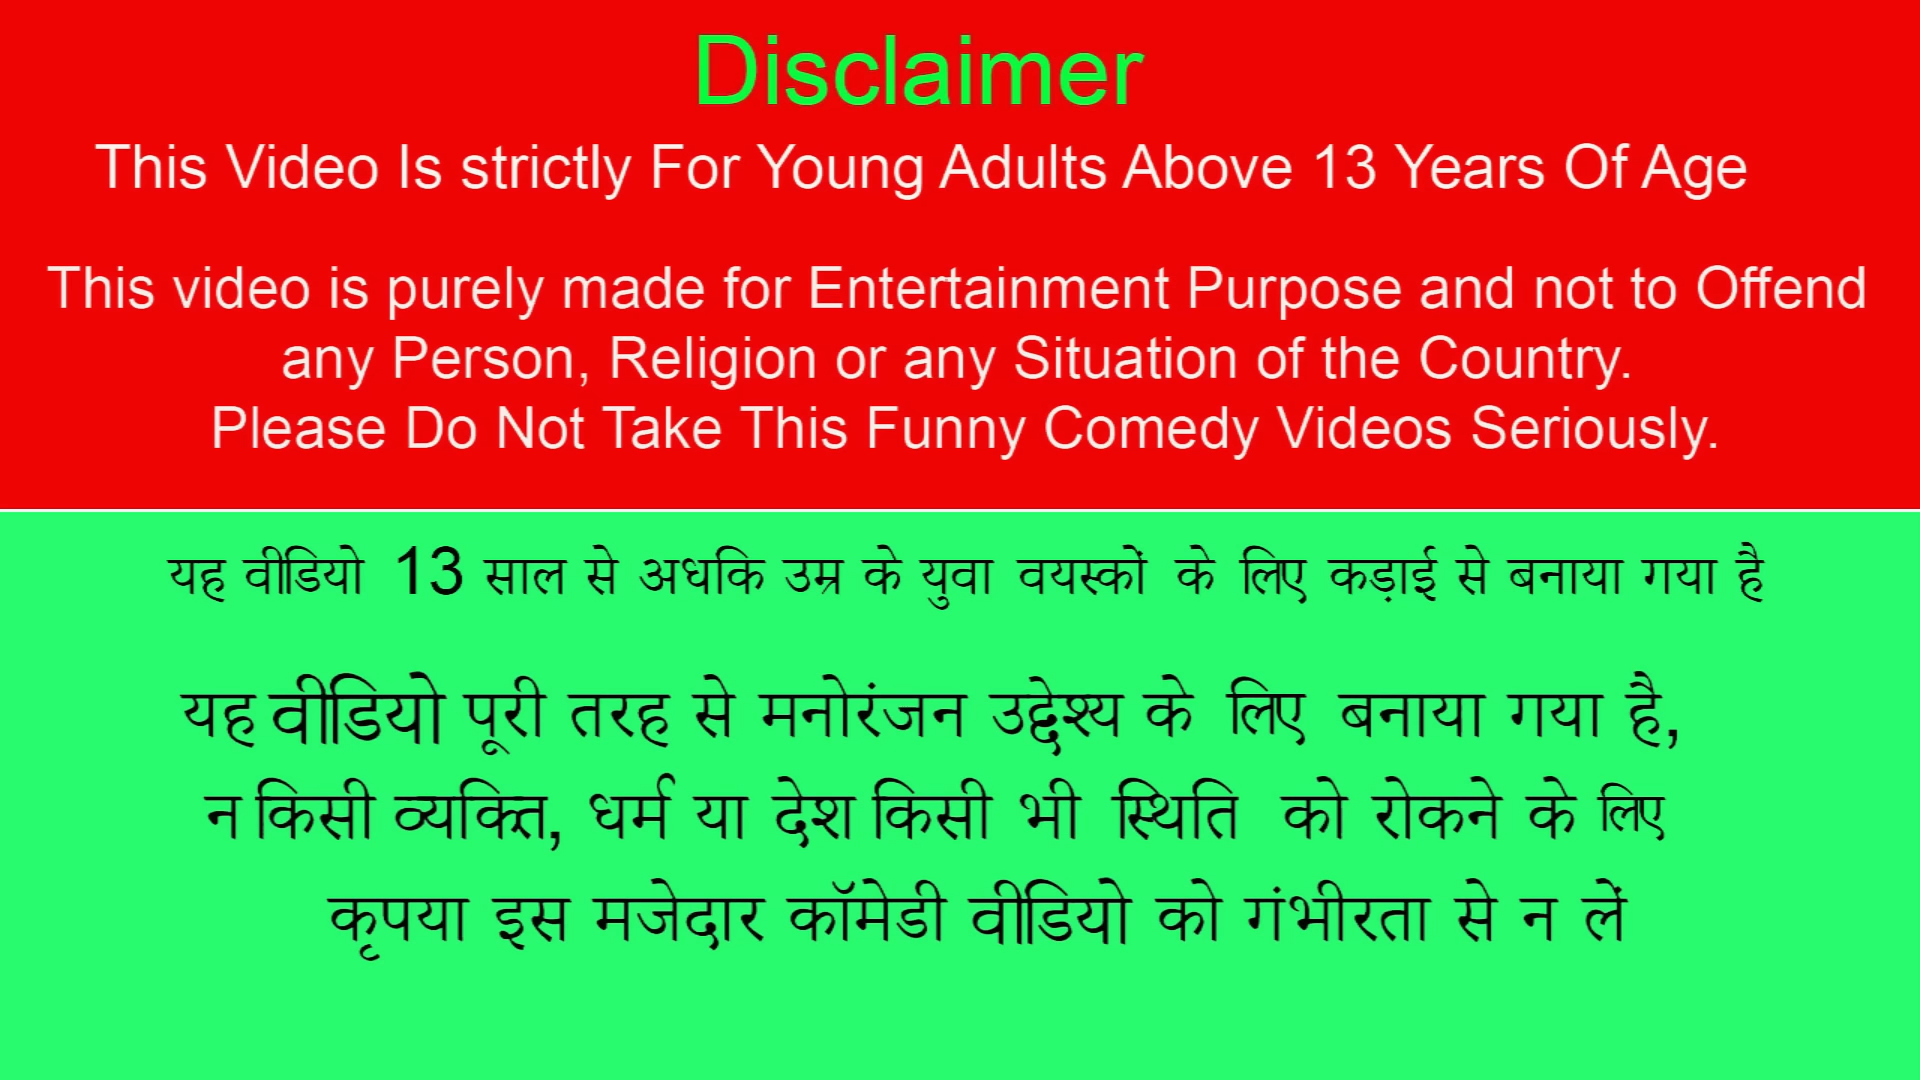 Disclaimer
This Video Is strictly For Young Adults Above 13 Years Of Age
This video is purely made for Entertainment Purpose and not to Offend
any Person, Religion or any Situation of the Country.
Please Do Not Take This Funny Comedy Videos Seriously.
यह वीडियो 13 साल से अधकि उम्र के युवा वयस्कों के लिए कड़ाई से बनाया गया है
यह वीडियो पूरी तरह से मनोरंजन उद्देश्य के लिए बनाया गया है,
न किसी व्यक्ति, धर्म या देश किसी भी स्थिति को रोकने के लिए
कृपया इस मजेदार कॉमेडी वीडियो को गंभीरता से न लें